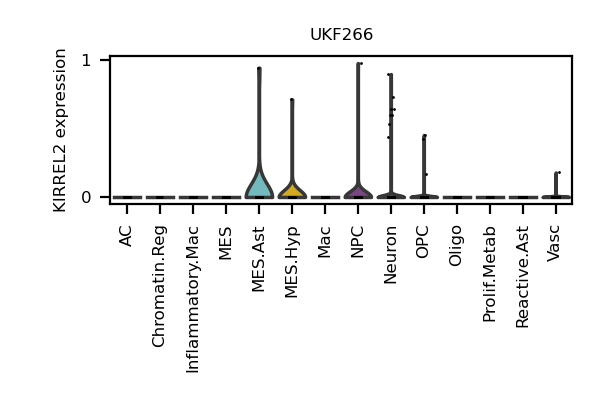 UKF266
KIRREL2 expression
1
0
AC
Chromatin.Reg
Inflammatory.Mac
MES
MES.Ast
MES.Hyp
Mac
NPC
Neuron
OPC
Oligo
Prolif.Metab
Reactive.Ast
Vasc